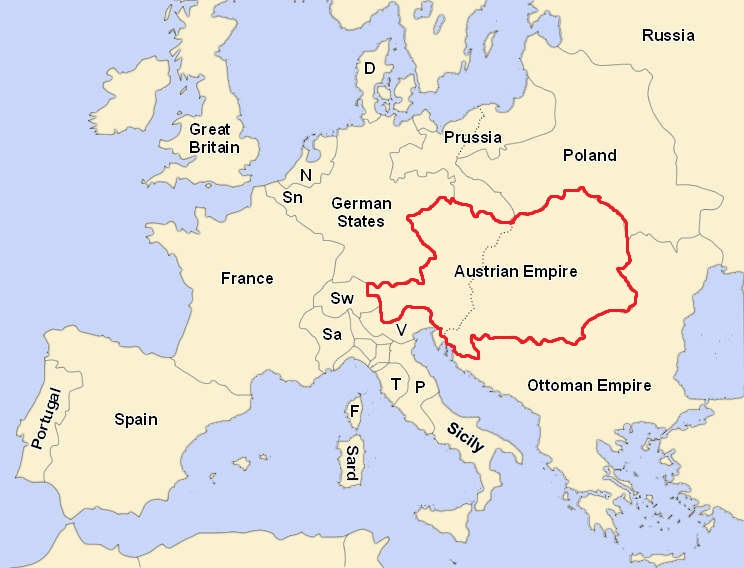 Russia
D
Great
Britain
Prussia
Poland
N
Sn
German
States
Austrian Empire
France
Sw
Sa
V
Ottoman Empire
T
P
Portugal
Spain
F
Sicily
Sard